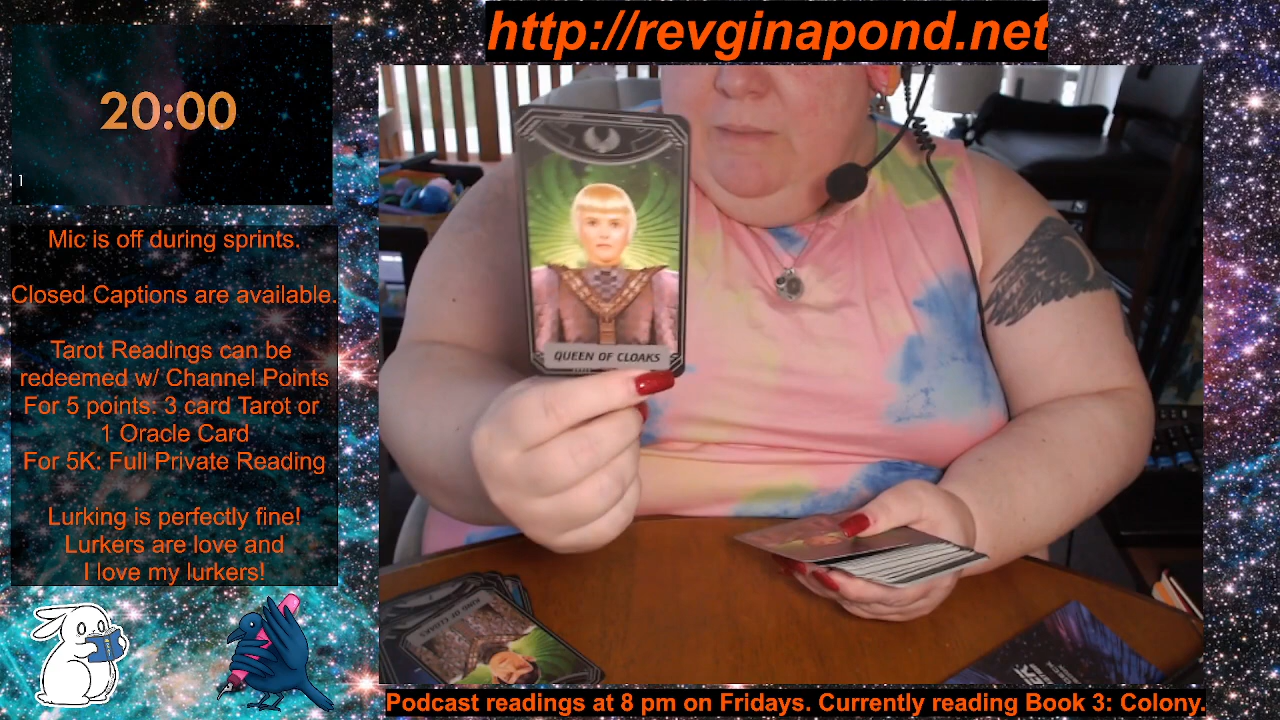 http://revginapond.net
20:00
1
Mic is off during sprints.
Closed Captions are available.
Tarot Readings can be
redeemed w/ Channel Points
For 5 points: 3 card Tarot or
1 Oracle Card
For 5K: Full Private Reading
Lurking is perfectly fine!
Lurkers are love and
I love my lurkers!
QUEEN OF CLOAKS
KING OF CLOAKS
Podcast readings at 8 pm on Fridays. Currently reading Book 3: Colony.